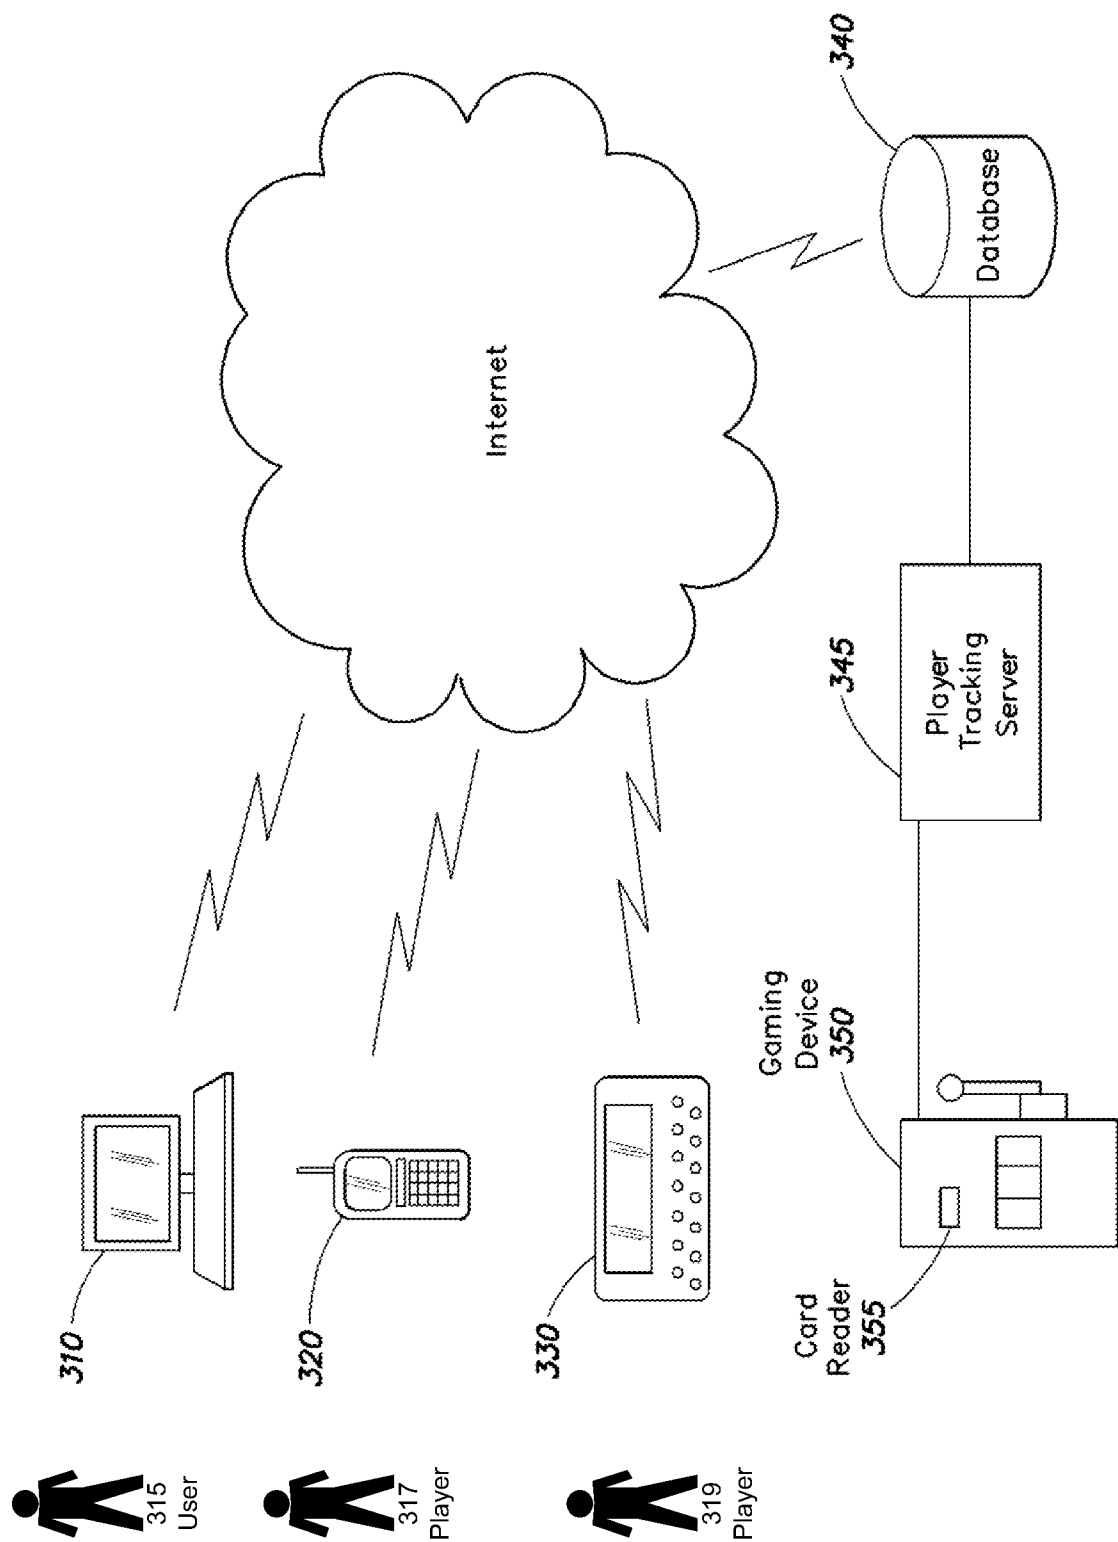 315
User
310
317
Player
320
Internet
319
Player
330
Card
Reader
355
Gaming
Device
350
345
Player
Tracking
Server
340
Database